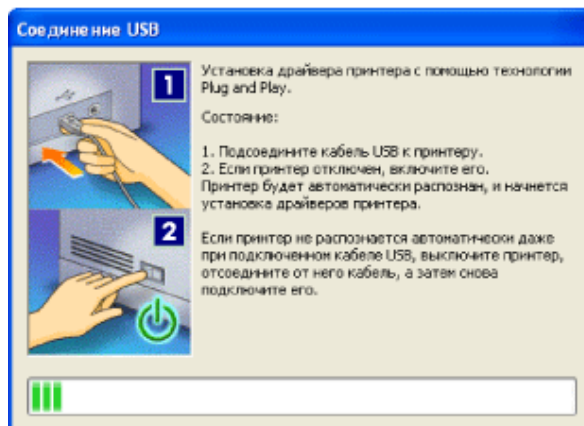 Соединение USB
1
Установка драйвера принтера с помощью технологии
Plug and Play.
Состояние:
1. Подсоедините кабель USB к принтеру.
2. Если принтер отключен, включите его.
Принтер будет автоматически распознан, и начнется
установка драйверов принтера.
2
Если принтер не распознается автоматически даже
при подключенном кабеле USB, выключите принтер,
отсоедините от него кабель, а затем снова
подключите его.